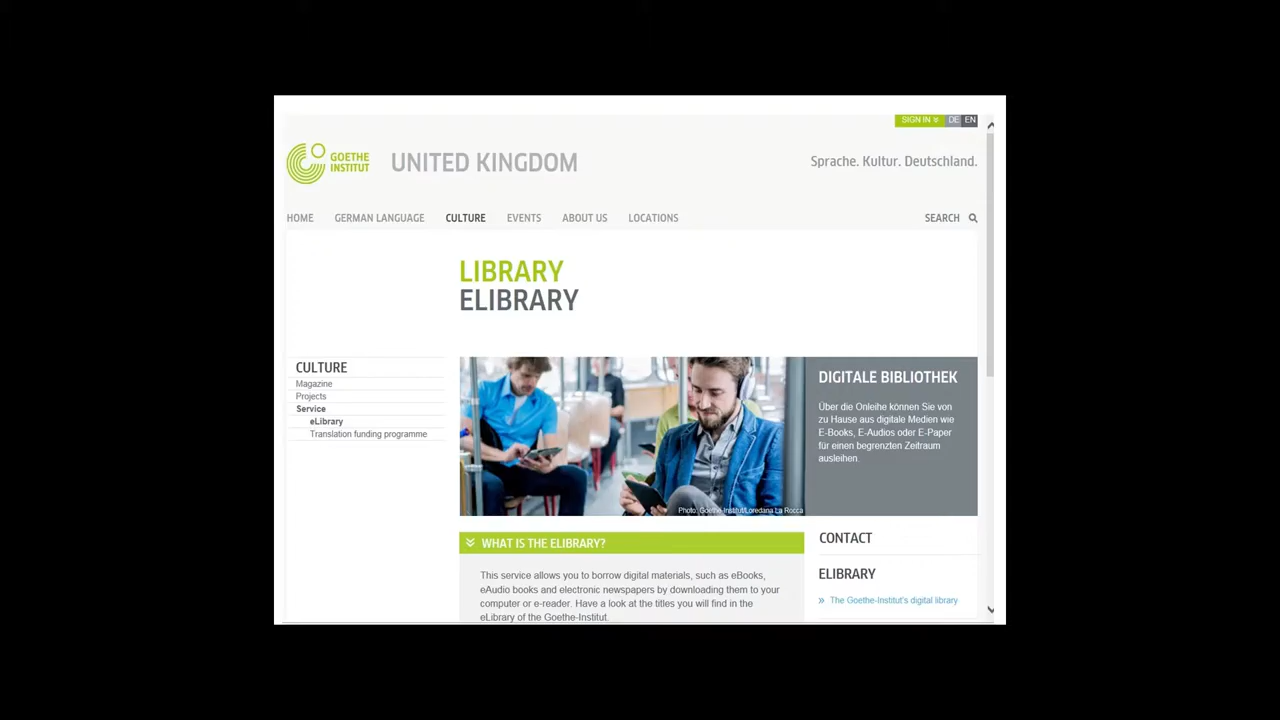 SIGN IN DE EN
GOETHE
INSTITUT
UNITED KINGDOM
Sprache. Kultur. Deutschland.
HOME GERMAN LANGUAGE CULTURE EVENTS ABOUT US LOCATIONS SEARCH
LIBRARY
ELIBRARY
CULTURE
Magazine
Projects
Service
eLibrary
Translation funding programme
Photo: Goethe-Institut/Loredana La Rocca
DIGITALE BIBLIOTHEK
Über die Onleihe können Sie von
zu Hause aus digitale Medien wie
E-Books, E-Audios oder E-Paper
für einen begrenzten Zeitraum
ausleihen.
WHAT IS THE ELIBRARY?
This service allows you to borrow digital materials, such as eBooks,
eAudio books and electronic newspapers by downloading them to your
computer or e-reader. Have a look at the titles you will find in the
eLibrary of the Goethe-Institut.
CONTACT
ELIBRARY
» The Goethe-Institut's digital library